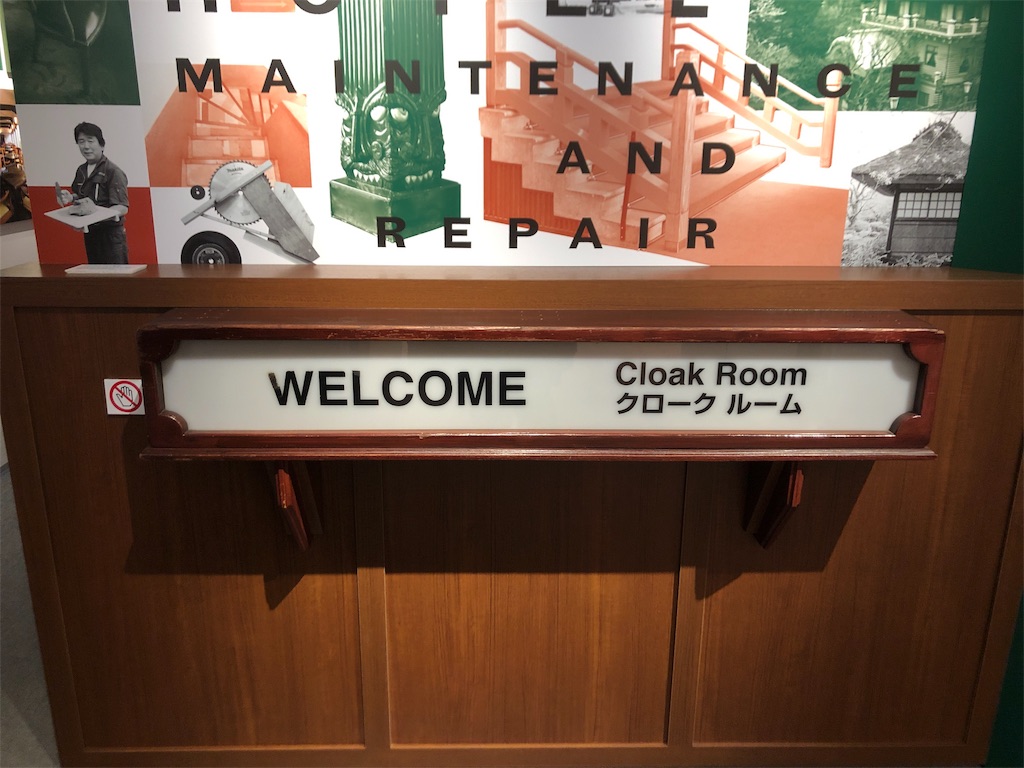 MAINTENANCE
AND
REPAIR
WELCOME
Cloak Room
クローク ルーム